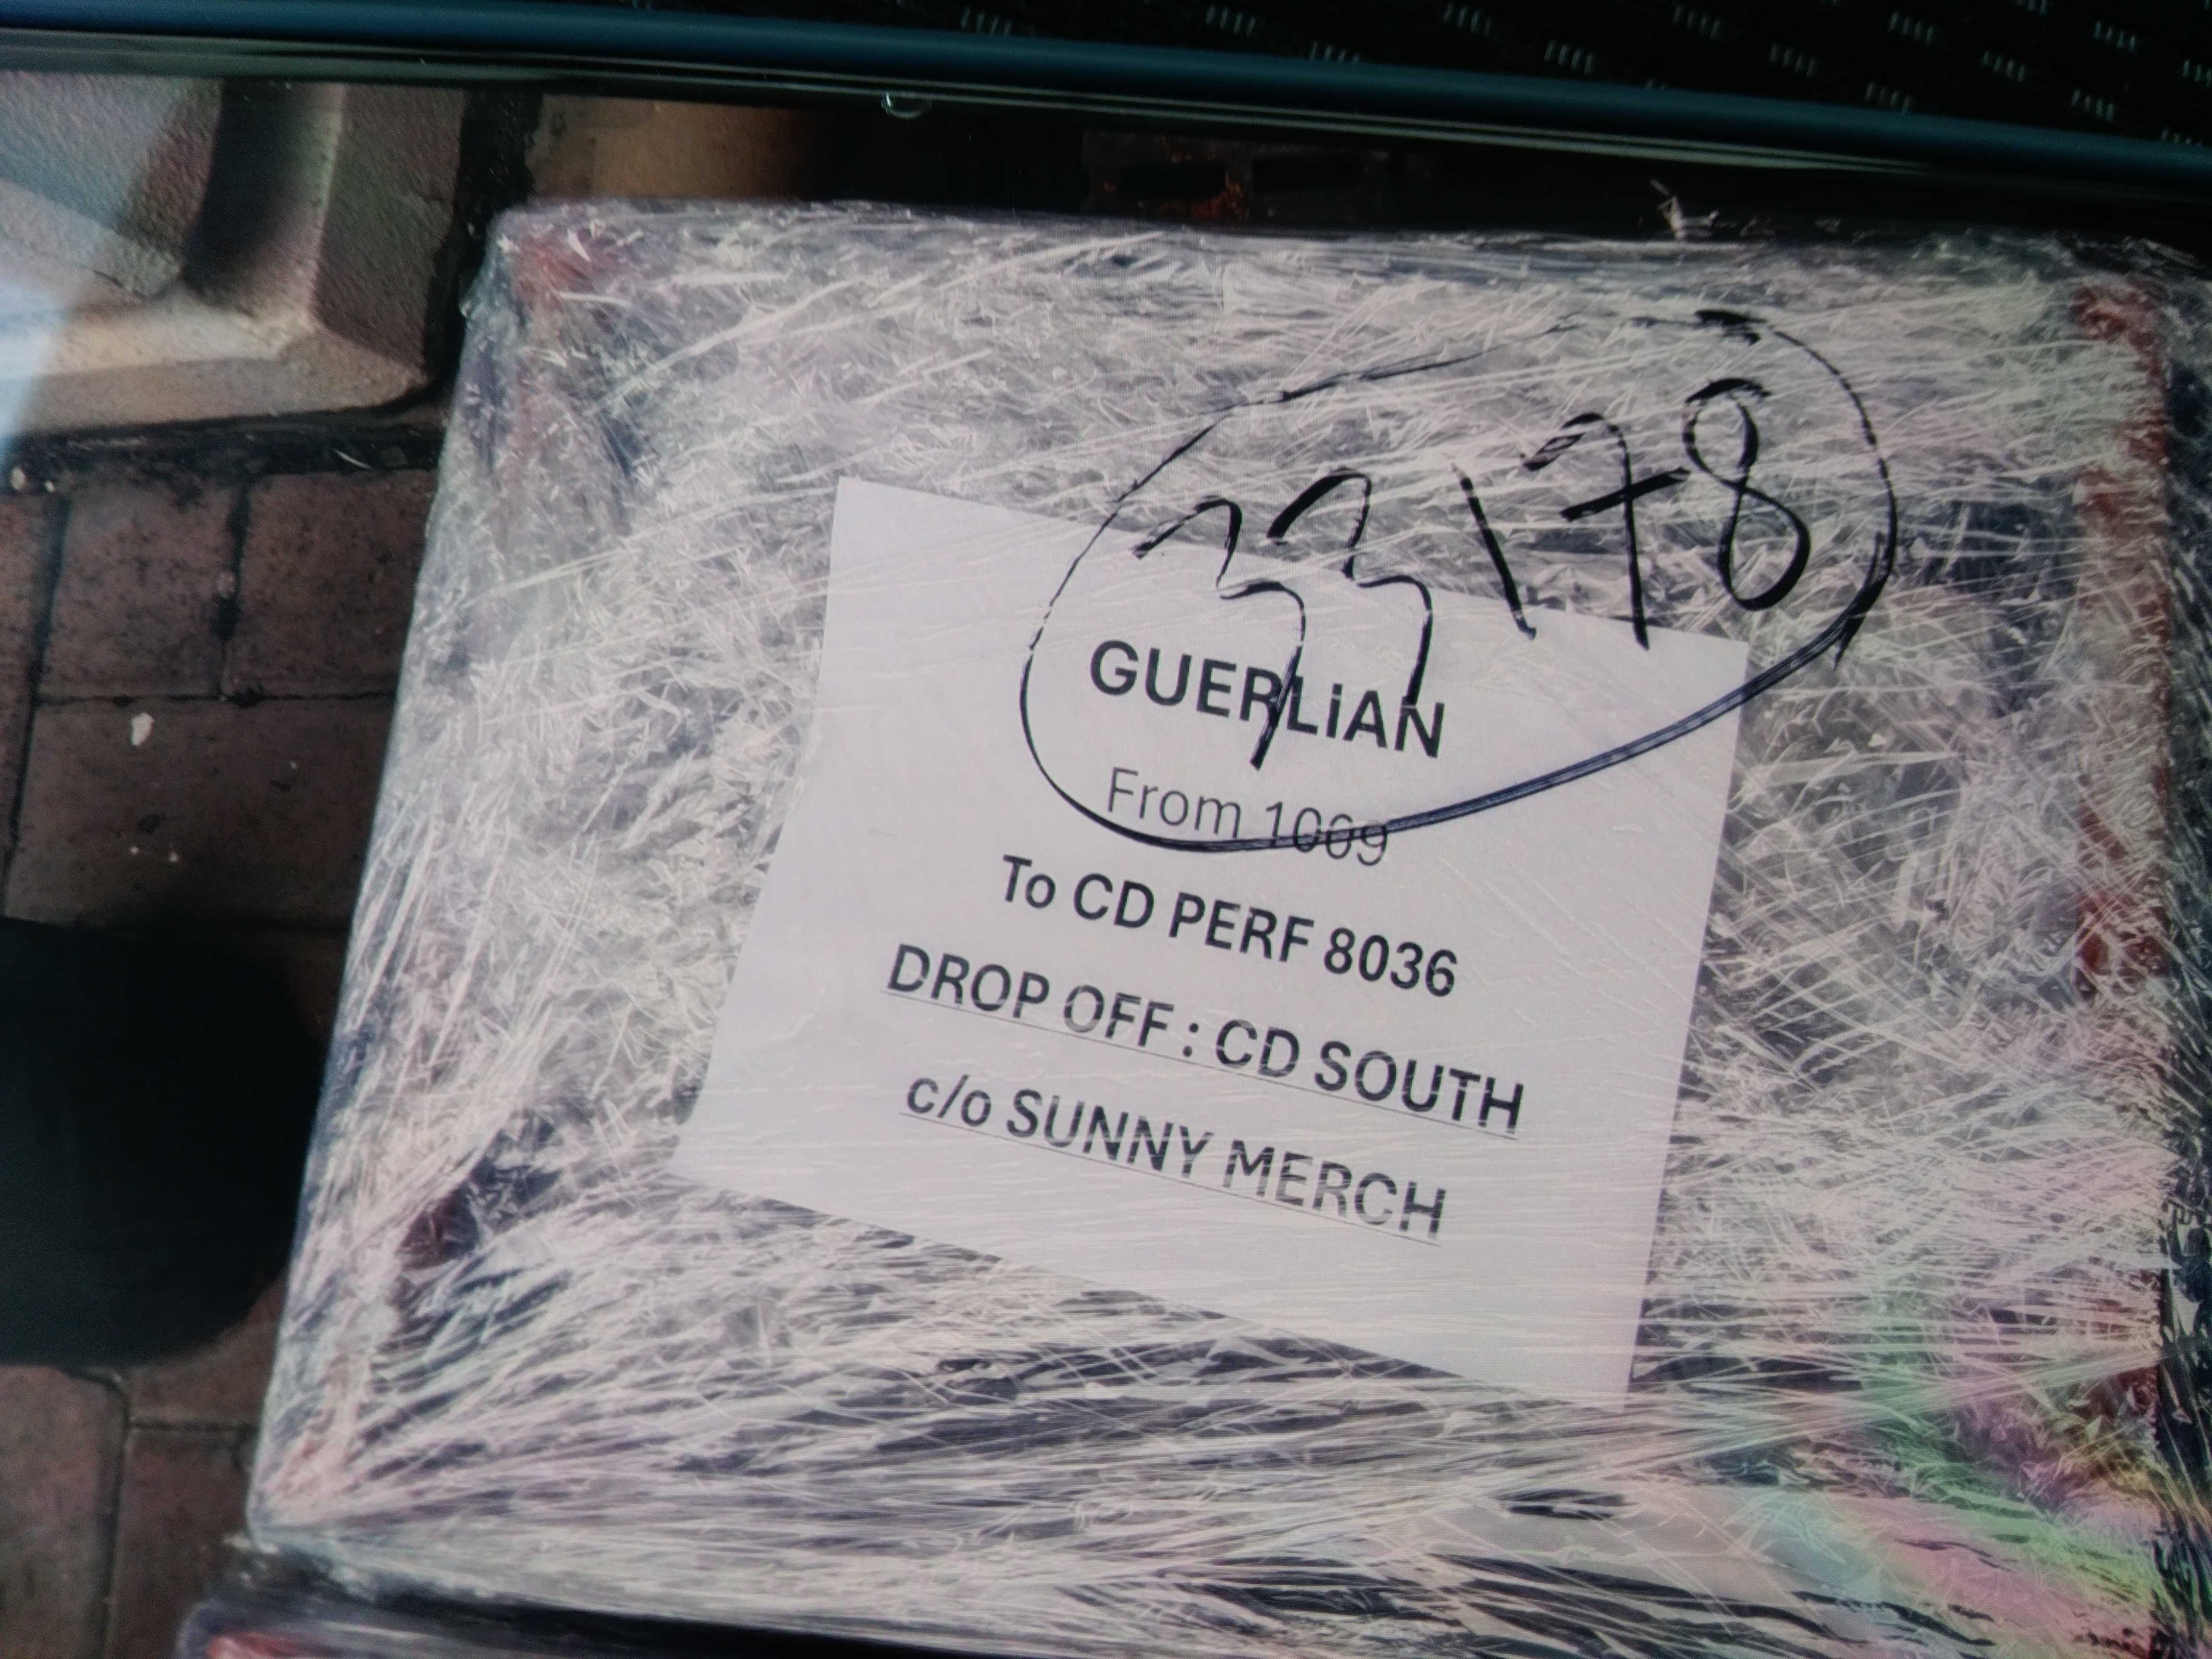 33178
GUERLiAN
From 1009
To CD PERF 8036
DROP OFF : CD SOUTH
c/o SUNNY MERCH